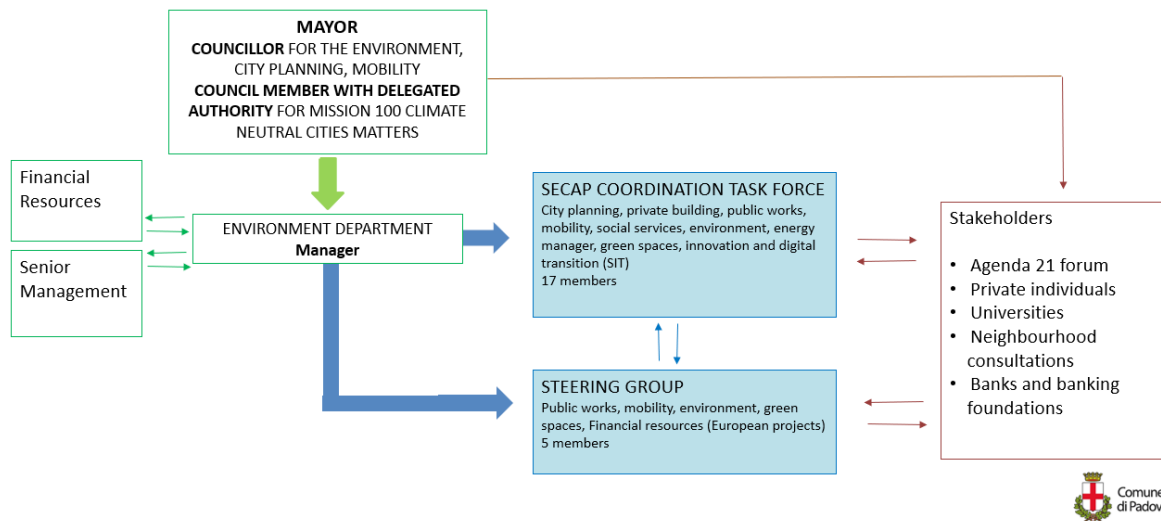 MAYOR
COUNCILLOR FOR THE ENVIRONMENT,
CITY PLANNING, MOBILITY
COUNCIL MEMBER WITH DELEGATED
AUTHORITY FOR MISSION 100 CLIMATE
NEUTRAL CITIES MATTERS
Financial
Resources
Senior
Management
ENVIRONMENT DEPARTMENT
Manager
SECAP COORDINATION TASK FORCE
City planning, private building, public works,
mobility, social services, environment, energy
manager, green spaces, innovation and digital
transition (SIT)
17 members
STEERING GROUP
Public works, mobility, environment, green
spaces, Financial resources (European projects)
5 members
Stakeholders
• Agenda 21 forum
• Private individuals
• Universities
• Neighbourhood
consultations
• Banks and banking
foundations
Comune
di Padov